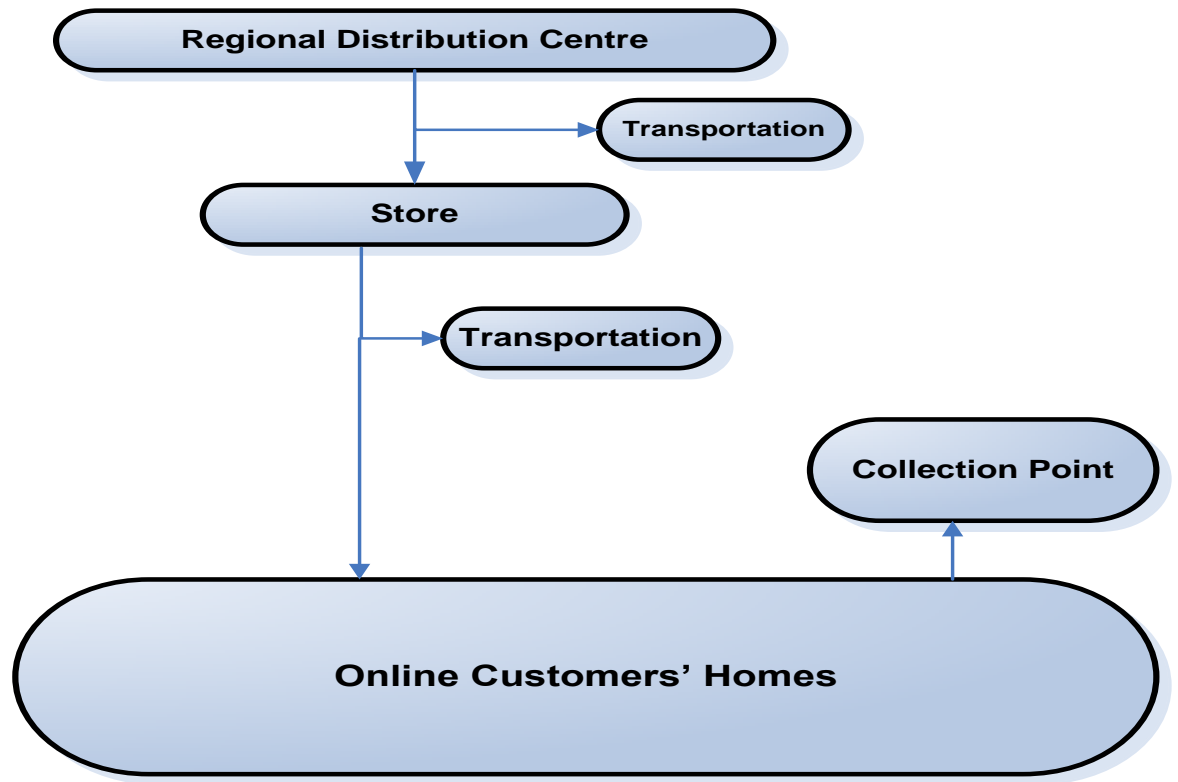 Regional Distribution Centre
Transportation
Store
Transportation
Collection Point
Online Customers’ Homes